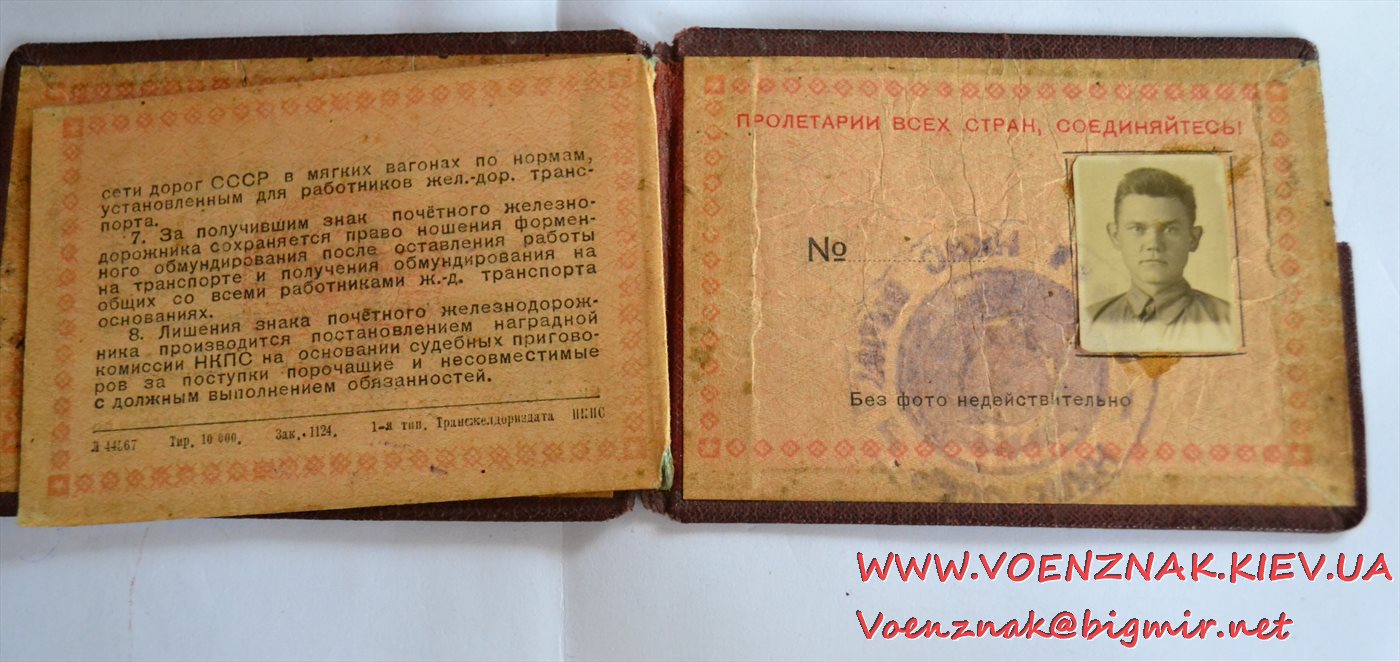 сети дорог СССР в мягких вагонах по нормам,
установленным для работников жел.-дор. транс-
порта.
7. За получившим знак почётного железно-
дорожника сохраняется право ношения формен-
ного обмундирования после оставления работы
на транспорте и получения обмундирования на
общих со всеми работниками ж.-д. транспорта
основаниях.
8. Лишения знака почётного железнодорож-
ника производится постановлением наградной
комиссии НКПС на основании судебных пригово-
ров за поступки порочащие и несовместимые
с должным выполнением обязанностей.
Л 44567 Тир. 10 000. Зак. 1124. 1-я тип. Трансжелдориздата НКПС
ПРОЛЕТАРИИ ВСЕХ СТРАН, СОЕДИНЯЙТЕСЬ!
№
Без фото недействительно
WWW.VOENZNAK.KIEV.UA
Voenznak@bigmir.net